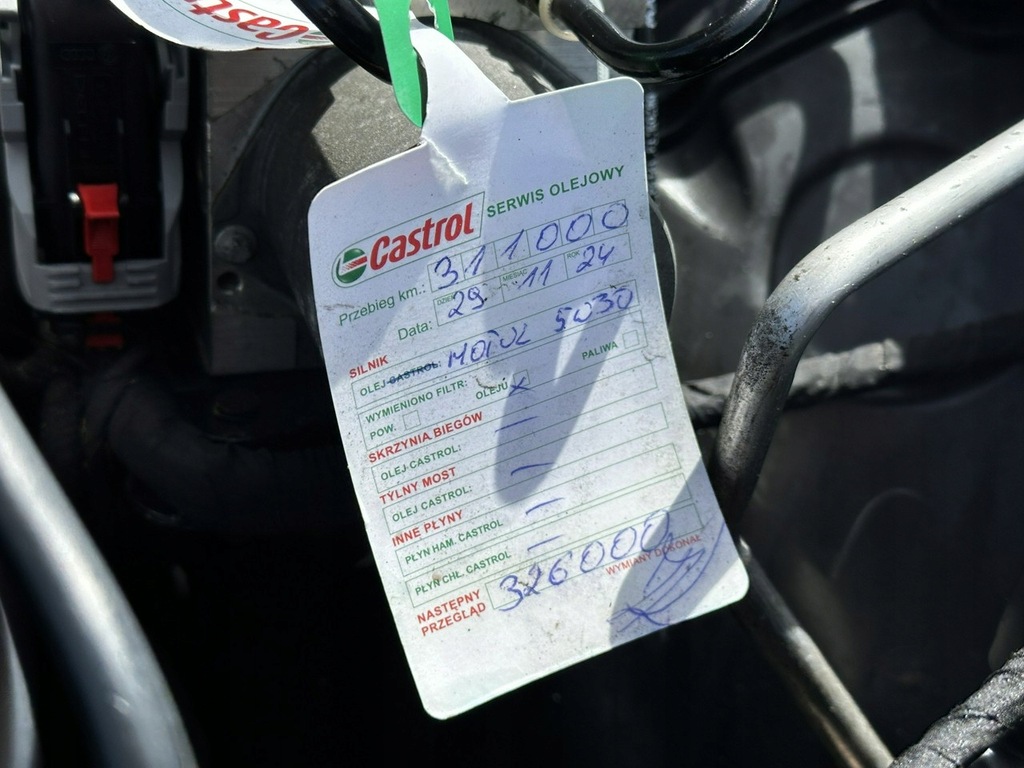 Castrol
Castrol SERWIS OLEJOWY
Przebieg km.: 311000
DZIEŃ MIESIĄC ROK
Data: 29. 11 24
SILNIK
OLEJ CASTROL: MOTUL 5W30
WYMIENIONO FILTR: OLEJU x PALIWA
POW.
SKRZYNIA BIEGÓW
OLEJ CASTROL: –
TYLNY MOST
OLEJ CASTROL: –
INNE PŁYNY
PŁYN HAM. CASTROL –
PŁYN CHŁ. CASTROL –
NASTĘPNY PRZEGLĄD 326000
WYMIANY DOKONAŁ